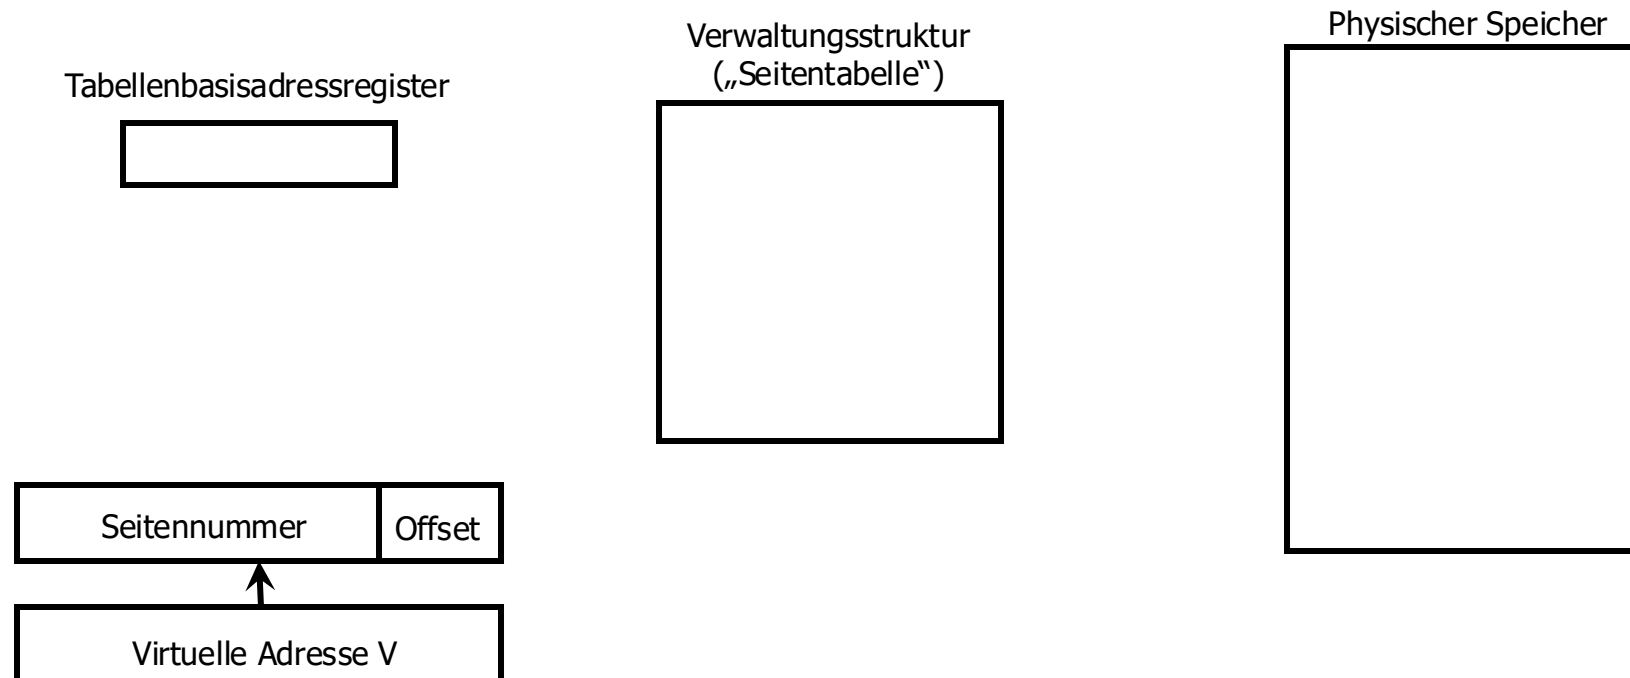 Physischer Speicher
Verwaltungsstruktur
(„Seitentabelle“)
Tabellenbasisadressregister
Seitennummer
Offset
Virtuelle Adresse V